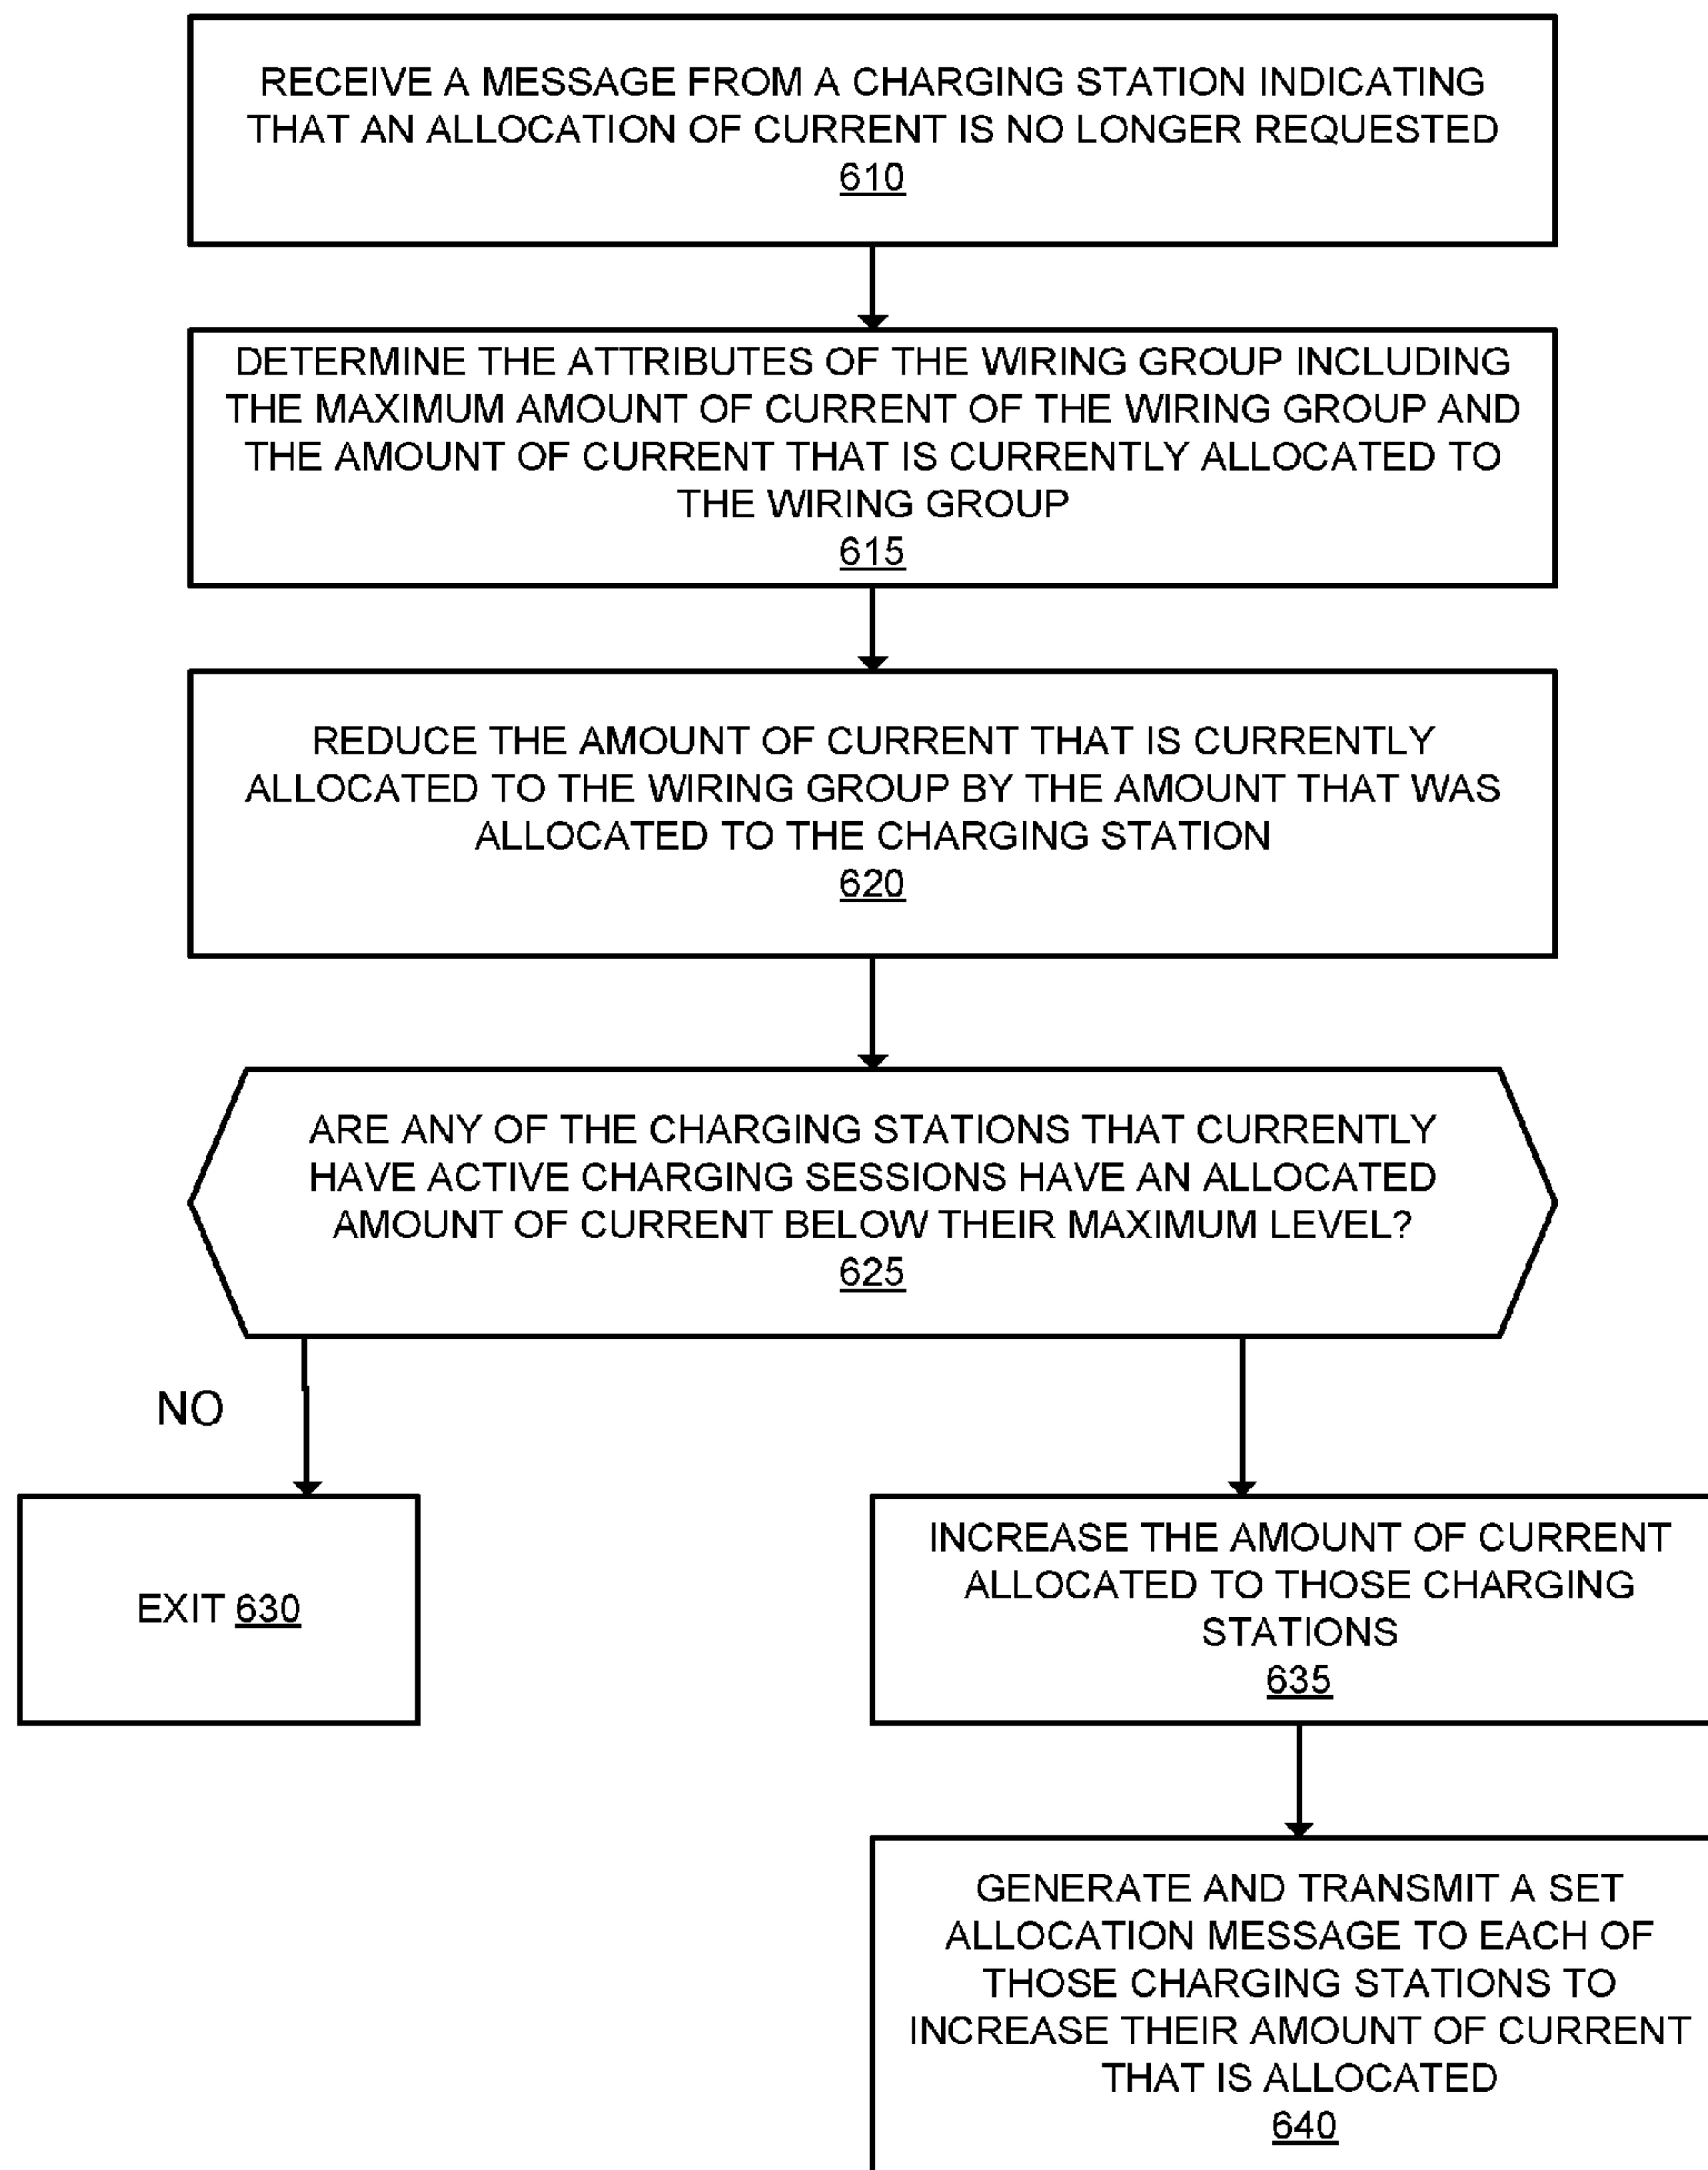 RECEIVE A MESSAGE FROM A CHARGING STATION INDICATING
THAT AN ALLOCATION OF CURRENT IS NO LONGER REQUESTED
610
DETERMINE THE ATTRIBUTES OF THE WIRING GROUP INCLUDING
THE MAXIMUM AMOUNT OF CURRENT OF THE WIRING GROUP AND
THE AMOUNT OF CURRENT THAT IS CURRENTLY ALLOCATED TO
THE WIRING GROUP
615
REDUCE THE AMOUNT OF CURRENT THAT IS CURRENTLY
ALLOCATED TO THE WIRING GROUP BY THE AMOUNT THAT WAS
ALLOCATED TO THE CHARGING STATION
620
ARE ANY OF THE CHARGING STATIONS THAT CURRENTLY
HAVE ACTIVE CHARGING SESSIONS HAVE AN ALLOCATED
AMOUNT OF CURRENT BELOW THEIR MAXIMUM LEVEL?
625
NO
EXIT 630
INCREASE THE AMOUNT OF CURRENT
ALLOCATED TO THOSE CHARGING
STATIONS
635
GENERATE AND TRANSMIT A SET
ALLOCATION MESSAGE TO EACH OF
THOSE CHARGING STATIONS TO
INCREASE THEIR AMOUNT OF CURRENT
THAT IS ALLOCATED
640